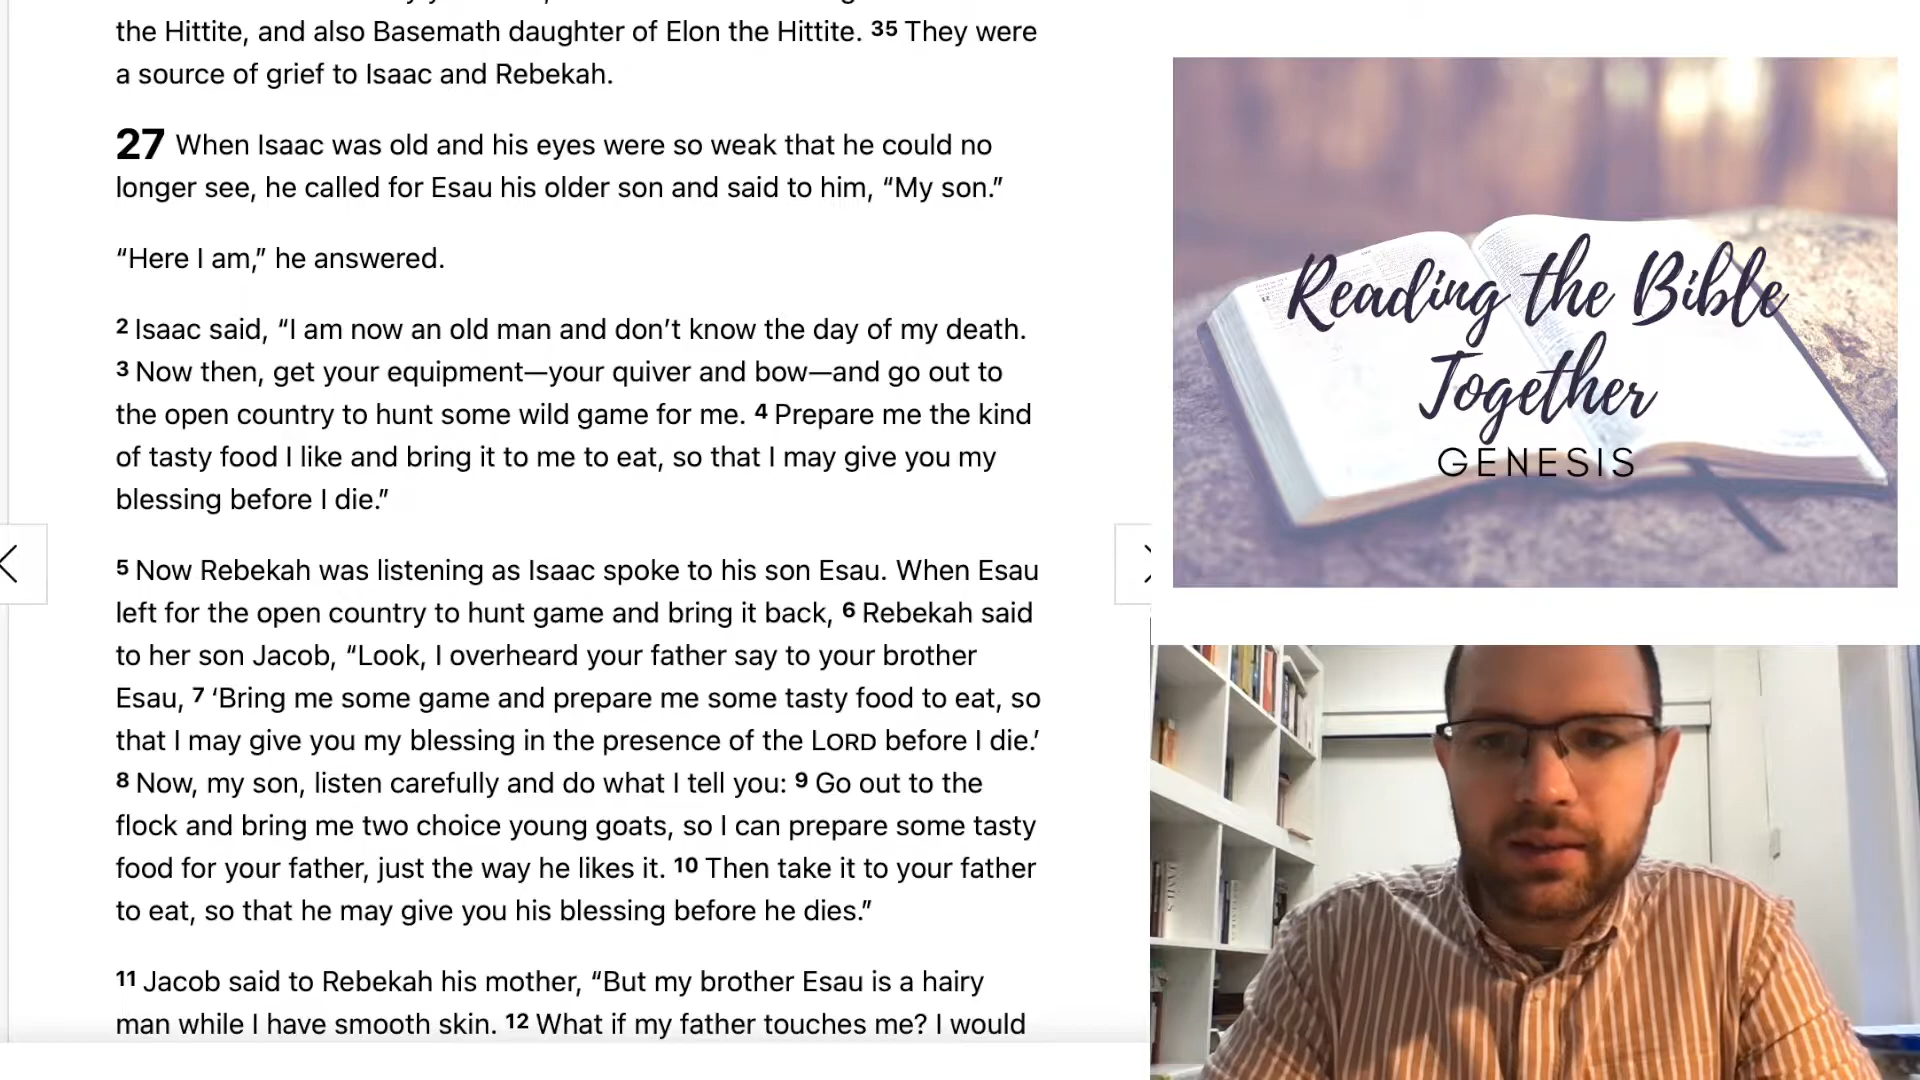 the Hittite, and also Basemath daughter of Elon the Hittite. 35 They were
a source of grief to Isaac and Rebekah.
27 When Isaac was old and his eyes were so weak that he could no
longer see, he called for Esau his older son and said to him, “My son.”
“Here I am,” he answered.
2 Isaac said, “I am now an old man and don’t know the day of my death.
3 Now then, get your equipment—your quiver and bow—and go out to
the open country to hunt some wild game for me. 4 Prepare me the kind
of tasty food I like and bring it to me to eat, so that I may give you my
blessing before I die.”
5 Now Rebekah was listening as Isaac spoke to his son Esau. When Esau
left for the open country to hunt game and bring it back, 6 Rebekah said
to her son Jacob, “Look, I overheard your father say to your brother
Esau, 7 ‘Bring me some game and prepare me some tasty food to eat, so
that I may give you my blessing in the presence of the LORD before I die.’
8 Now, my son, listen carefully and do what I tell you: 9 Go out to the
flock and bring me two choice young goats, so I can prepare some tasty
food for your father, just the way he likes it. 10 Then take it to your father
to eat, so that he may give you his blessing before he dies.”
11 Jacob said to Rebekah his mother, “But my brother Esau is a hairy
man while I have smooth skin. 12 What if my father touches me? I would
Reading the Bible
Together
GENESIS